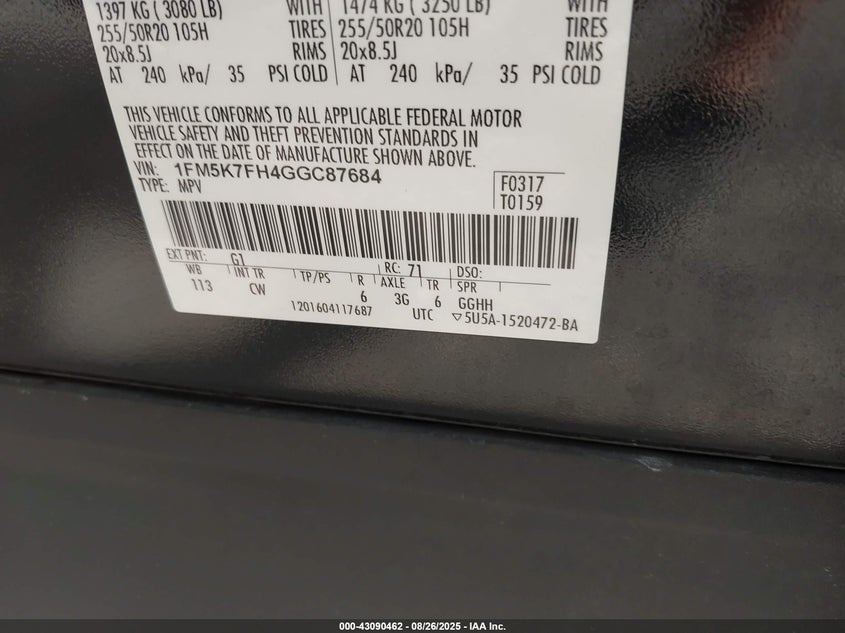 1397 KG ( 3080 LB) WITH 1474 KG ( 3250 LB) WITH
255/50R20 105H TIRES 255/50R20 105H TIRES
20x8.5J RIMS 20x8.5J RIMS
AT 240 kPa/ 35 PSI COLD AT 240 kPa/ 35 PSI COLD
THIS VEHICLE CONFORMS TO ALL APPLICABLE FEDERAL MOTOR
VEHICLE SAFETY AND THEFT PREVENTION STANDARDS IN
EFFECT ON THE DATE OF MANUFACTURE SHOWN ABOVE.
VIN: 1FM5K7FH4GGC87684
TYPE: MPV
F0317
T0159
EXT PNT: G1 RC: 71 DSO:
WB INT TR TP/PS R AXLE TR SPR
113 CW 6 3G 6 GGHH
1201604117687 UTC ▽5U5A-1520472-BA
000-43090462 - 08/26/2025 - IAA Inc.